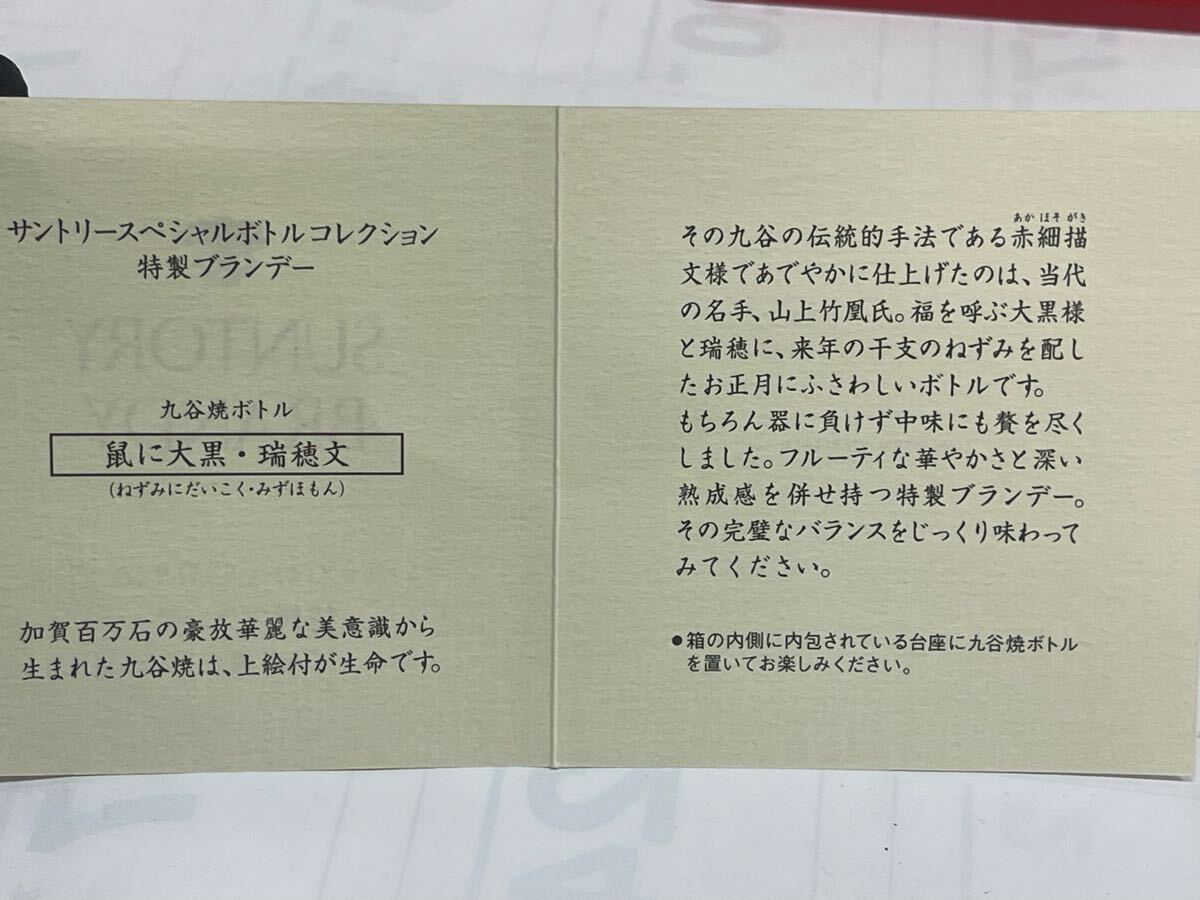 サントリースペシャルボトルコレクション
特製ブランデー
九谷焼ボトル
鼠に大黒・瑞穂文
(ねずみにだいこく・みずほもん)
加賀百万石の豪放華麗な美意識から
生まれた九谷焼は、上絵付が生命です。
あか ほそ がき
その九谷の伝統的手法である赤細描
文様であでやかに仕上げたのは、当代
の名手、山上竹凰氏。福を呼ぶ大黒様
と瑞穂に、来年の干支のねずみを配し
たお正月にふさわしいボトルです。
もちろん器に負けず中味にも贅を尽く
しました。フルーティな華やかさと深い
熟成感を併せ持つ特製ブランデー。
その完璧なバランスをじっくり味わって
みてください。
●箱の内側に内包されている台座に九谷焼ボトル
を置いてお楽しみください。